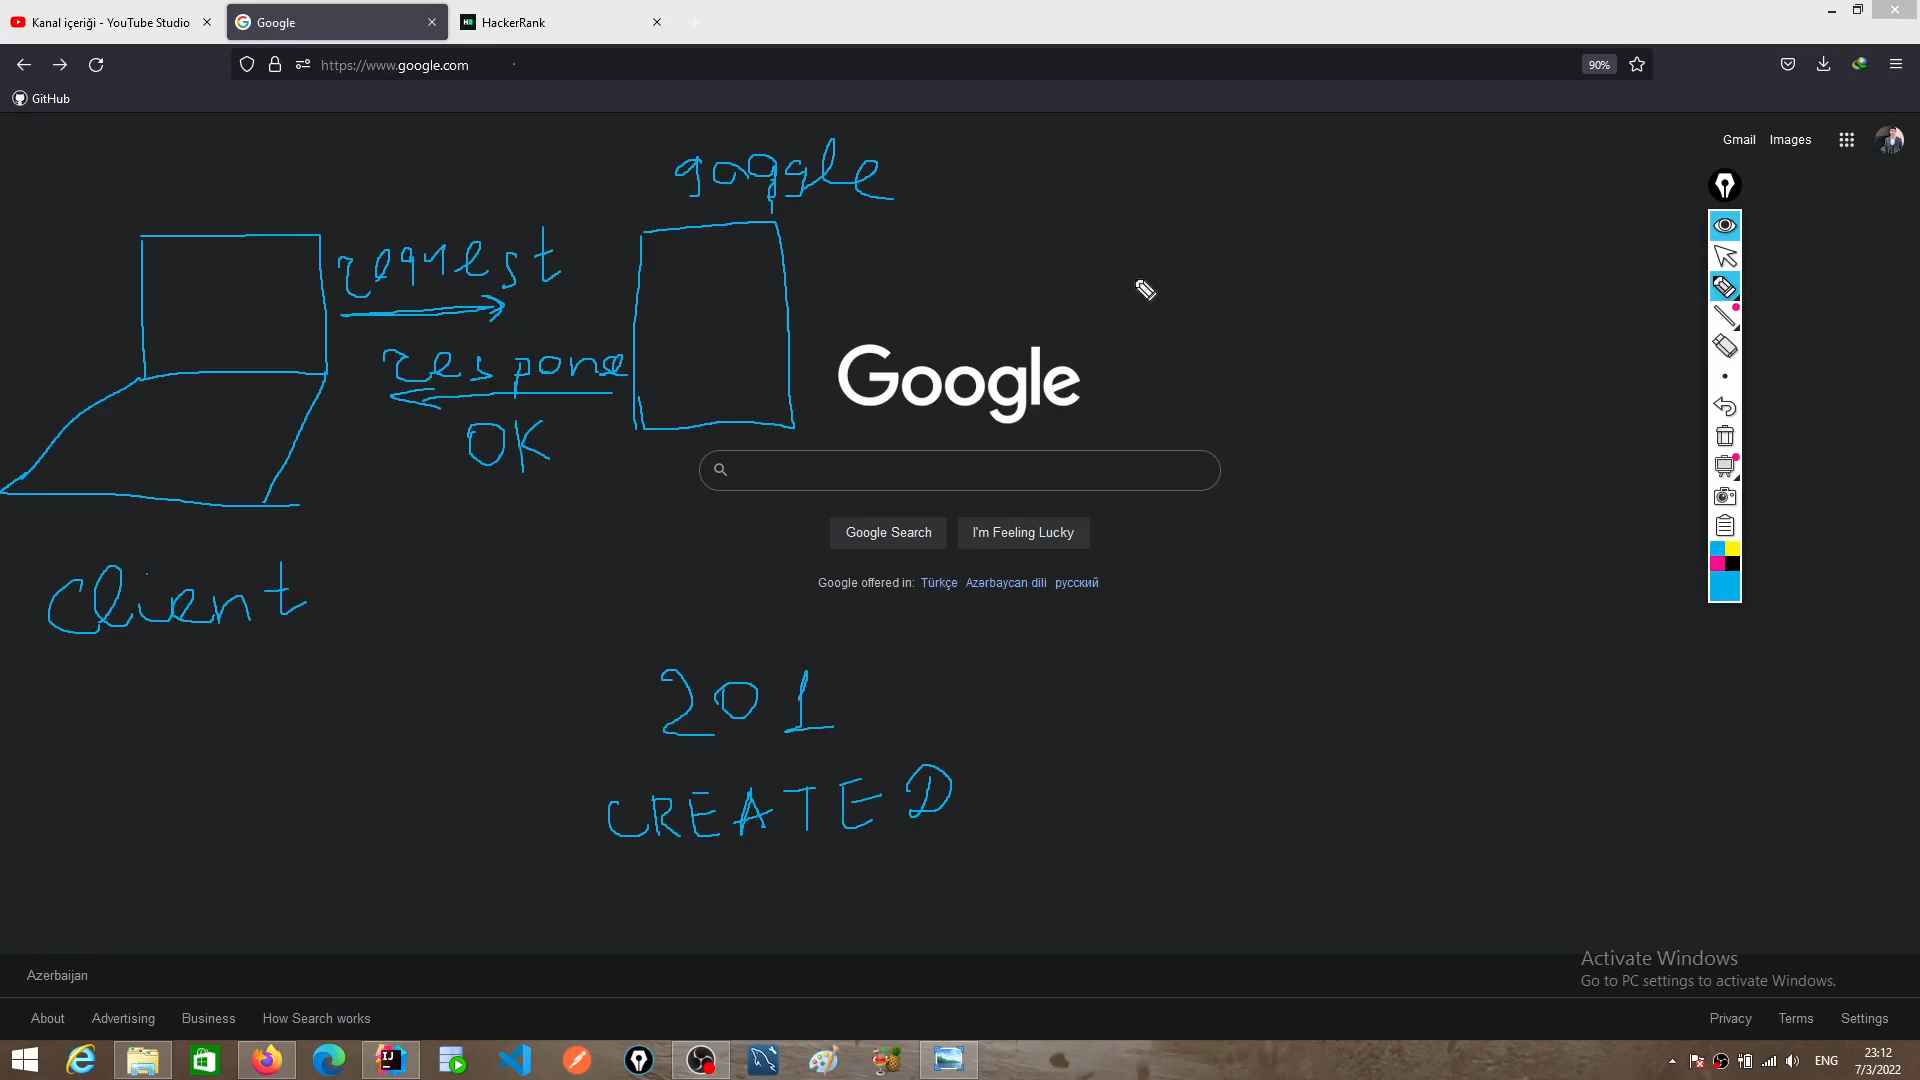 Kanal içeriği - YouTube Studio
Google
HackerRank
https://www.google.com
90%
GitHub
Gmail
Images
google
request
respone
OK
Google
Google Search
I'm Feeling Lucky
Google offered in: Türkçe Azərbaycan dili русский
client
201
CREATED
Activate Windows
Go to PC settings to activate Windows.
Azerbaijan
About
Advertising
Business
How Search works
Privacy
Terms
Settings
ENG
23:12
7/3/2022